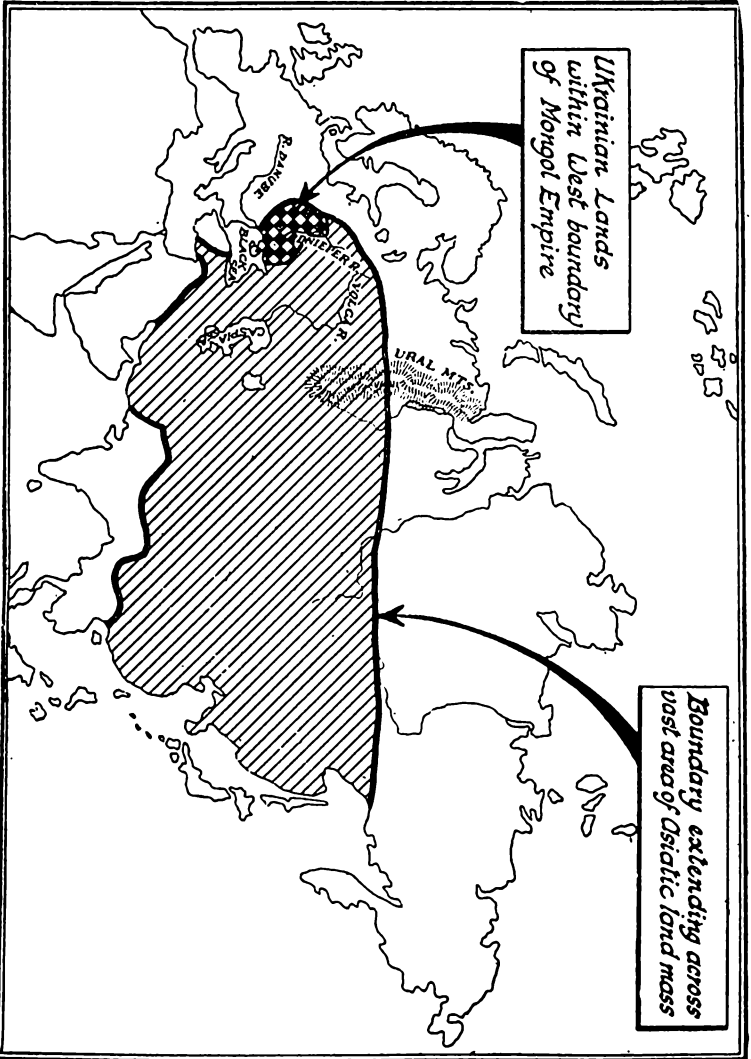 Ukrainian Lands
within West boundary
of Mongol Empire
Boundary extending across
vast area of Asiatic land mass
URAL MTS.
VOLGA R.
DNIEPER R.
R. DANUBE
BLACK
SEA
CASPIAN